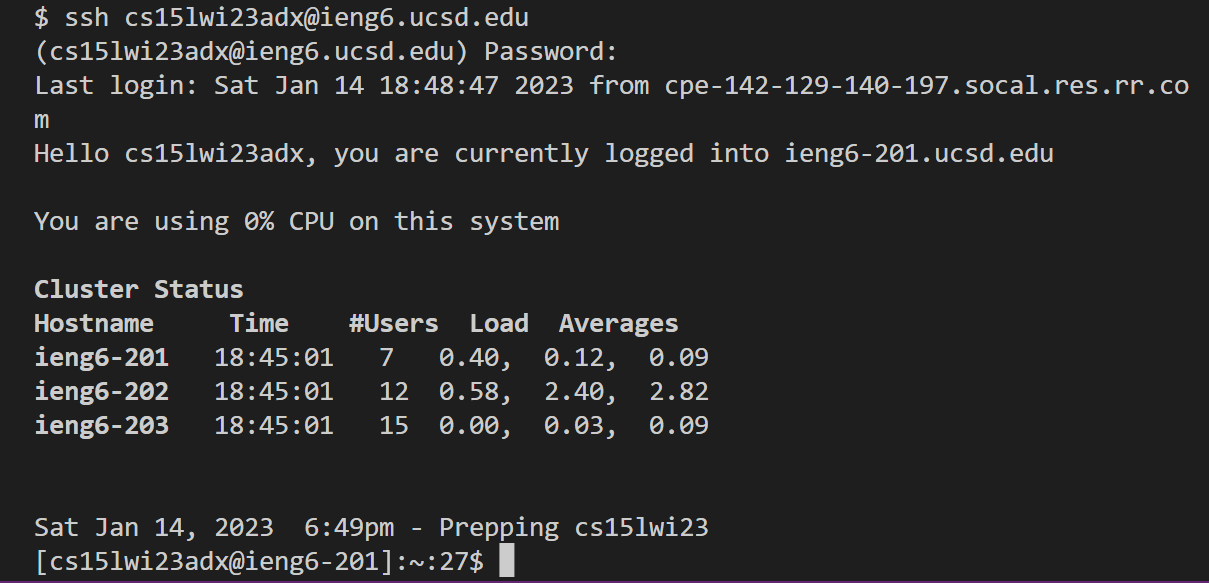 $ ssh cs15lwi23adx@ieng6.ucsd.edu
(cs15lwi23adx@ieng6.ucsd.edu) Password:
Last login: Sat Jan 14 18:48:47 2023 from cpe-142-129-140-197.socal.res.rr.co
m
Hello cs15lwi23adx, you are currently logged into ieng6-201.ucsd.edu
You are using 0% CPU on this system
Cluster Status
Hostname     Time    #Users  Load  Averages
ieng6-201   18:45:01   7   0.40,  0.12,  0.09
ieng6-202   18:45:01   12  0.58,  2.40,  2.82
ieng6-203   18:45:01   15  0.00,  0.03,  0.09
Sat Jan 14, 2023  6:49pm - Prepping cs15lwi23
[cs15lwi23adx@ieng6-201]:~:27$